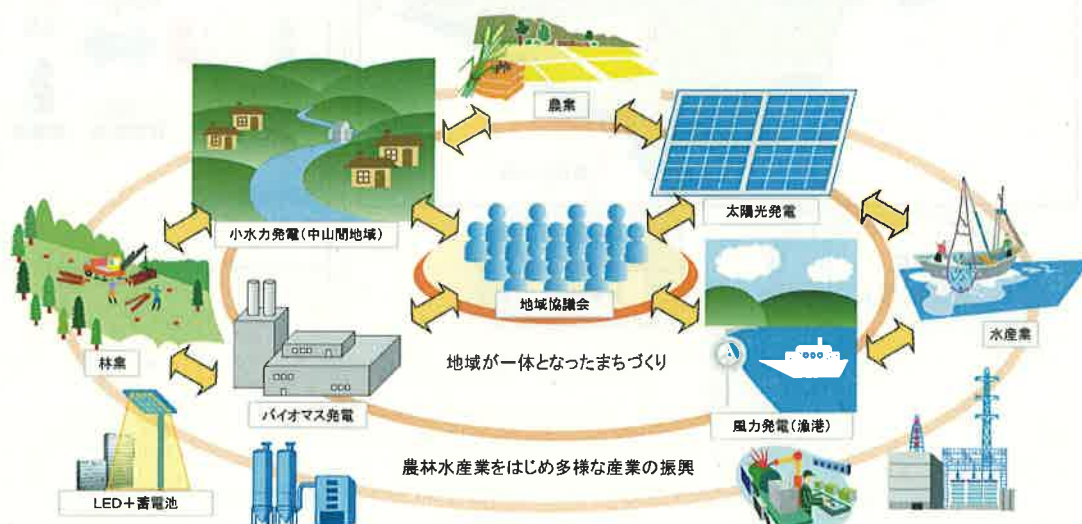 農業
小水力発電(中山間地域)
太陽光発電
地域協議会
林業
水産業
地域が一体となったまちづくり
バイオマス発電
風力発電(漁港)
農林水産業をはじめ多様な産業の振興
LED＋蓄電池